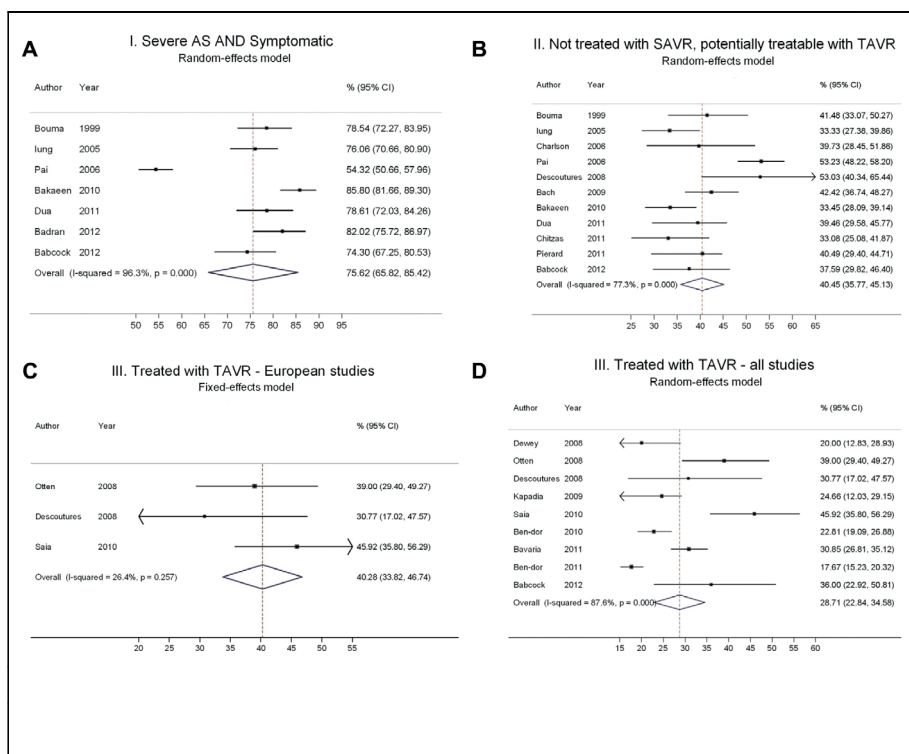 A
I. Severe AS AND Symptomatic
Random-effects model
Author Year % (95% CI)
Bouma 1999 78.54 (72.27, 83.95)
Iung 2005 76.06 (70.66, 80.90)
Pai 2006 54.32 (50.66, 57.96)
Bakaeen 2010 85.80 (81.66, 89.30)
Dua 2011 78.61 (72.03, 84.26)
Badran 2012 82.02 (75.72, 86.97)
Babcock 2012 74.30 (67.25, 80.53)
Overall (I-squared = 96.3%, p = 0.000) 75.62 (65.82, 85.42)
50 55 60 65 70 75 80 85 90 95
B
II. Not treated with SAVR, potentially treatable with TAVR
Random-effects model
Author Year % (95% CI)
Bouma 1999 41.48 (33.07, 50.27)
Iung 2005 33.33 (27.38, 39.86)
Charlson 2006 39.73 (28.45, 51.86)
Pai 2006 53.23 (48.22, 58.20)
Descoutures 2008 53.03 (40.34, 65.44)
Bach 2009 42.42 (36.74, 48.27)
Bakaeen 2010 33.45 (28.09, 39.14)
Dua 2011 39.46 (29.58, 45.77)
Chitzas 2011 33.08 (25.08, 41.87)
Pierard 2011 40.49 (29.40, 44.71)
Babcock 2012 37.59 (29.82, 46.40)
Overall (I-squared = 77.3%, p = 0.000) 40.45 (35.77, 45.13)
25 30 35 40 45 50 55 60 65
C
III. Treated with TAVR - European studies
Fixed-effects model
Author Year % (95% CI)
Otten 2008 39.00 (29.40, 49.27)
Descoutures 2008 30.77 (17.02, 47.57)
Saia 2010 45.92 (35.80, 56.29)
Overall (I-squared = 26.4%, p = 0.257) 40.28 (33.82, 46.74)
20 25 30 35 40 45 50 55
D
III. Treated with TAVR - all studies
Random-effects model
Author Year % (95% CI)
Dewey 2008 20.00 (12.83, 28.93)
Otten 2008 39.00 (29.40, 49.27)
Descoutures 2008 30.77 (17.02, 47.57)
Kapadia 2009 24.66 (12.03, 29.15)
Saia 2010 45.92 (35.80, 56.29)
Ben-dor 2010 22.81 (19.09, 26.88)
Bavaria 2011 30.85 (26.81, 35.12)
Ben-dor 2011 17.67 (15.23, 20.32)
Babcock 2012 36.00 (22.92, 50.81)
Overall (I-squared = 87.6%, p = 0.000) 28.71 (22.84, 34.58)
15 20 25 30 35 40 45 50 55 60